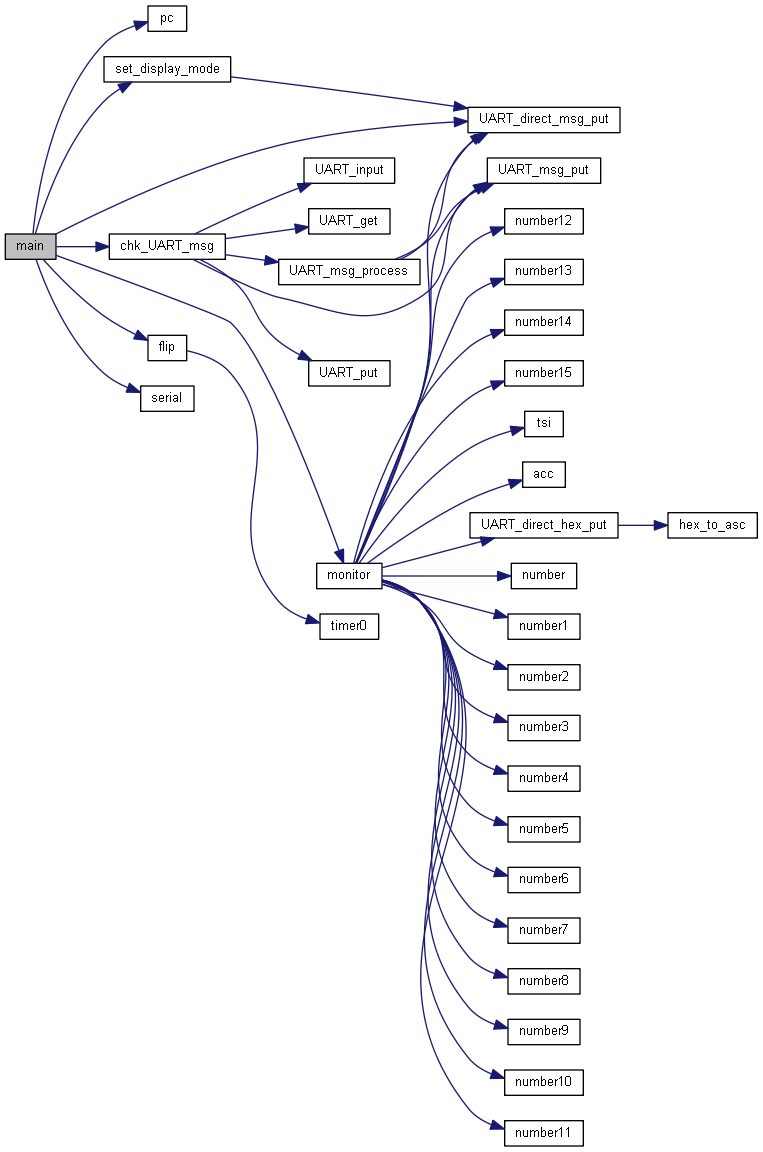 pc
set_display_mode
UART_direct_msg_put
UART_input
UART_msg_put
UART_get
number12
main
chk_UART_msg
UART_msg_process
number13
number14
flip
UART_put
number15
serial
tsi
acc
UART_direct_hex_put
hex_to_asc
monitor
number
timer0
number1
number2
number3
number4
number5
number6
number7
number8
number9
number10
number11